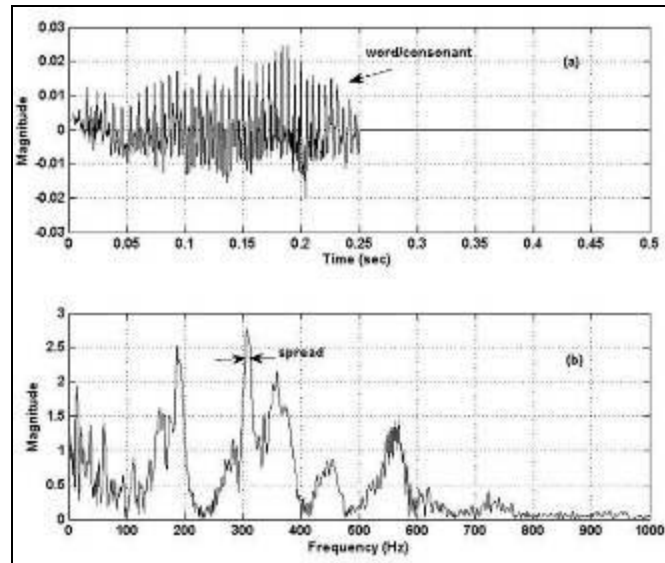 0.03
0.02
word/consonant
(a)
0.01
Magnitude
0
-0.01
-0.02
-0.03
0 0.05 0.1 0.15 0.2 0.25 0.3 0.35 0.4 0.45 0.5
Time (sec)
3
2.5
spread
(b)
2
Magnitude
1.5
1
0.5
0
0 100 200 300 400 500 600 700 800 900 1000
Frequency (Hz)